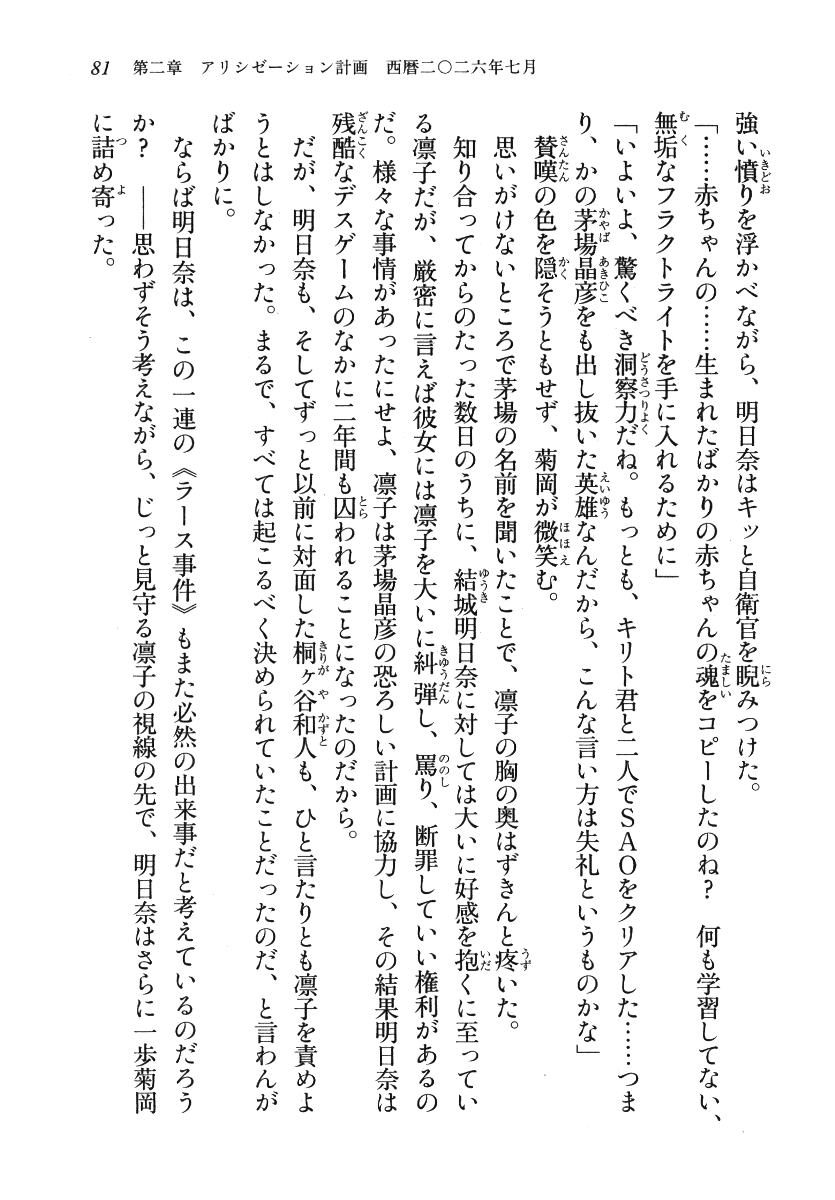 81 第二章 アリシゼーション計画 西暦二〇二六年七月
強い憤りを浮かべながら、明日奈はキッと自衛官を睨みつけた。
「……赤ちゃんの……生まれたばかりの赤ちゃんの魂をコピーしたのね? 何も学習してない、
無垢なフラクトライトを手に入れるために」
「いよいよ、驚くべき洞察力だね。もっとも、キリト君と二人でSAOをクリアした……つま
り、かの茅場晶彦をも出し抜いた英雄なんだから、こんな言い方は失礼というものかな」
賛嘆の色を隠そうともせず、菊岡が微笑む。
思いがけないところで茅場の名前を聞いたことで、凛子の胸の奥はずきんと疼いた。
知り合ってからのたった数日のうちに、結城明日奈に対しては大いに好感を抱くに至ってい
る凛子だが、厳密に言えば彼女には凛子を大いに糾弾し、罵り、断罪していい権利があるの
だ。様々な事情があったにせよ、凛子は茅場晶彦の恐ろしい計画に協力し、その結果明日奈は
残酷なデスゲームのなかに二年間も囚われることになったのだから。
だが、明日奈も、そしてずっと以前に対面した桐ヶ谷和人も、ひと言たりとも凛子を責めよ
うとはしなかった。まるで、すべては起こるべく決められていたことだったのだ、と言わんが
ばかりに。
ならば明日奈は、この一連の《ラース事件》もまた必然の出来事だと考えているのだろう
か? ――思わずそう考えながら、じっと見守る凛子の視線の先で、明日奈はさらに一歩菊岡
に詰め寄った。